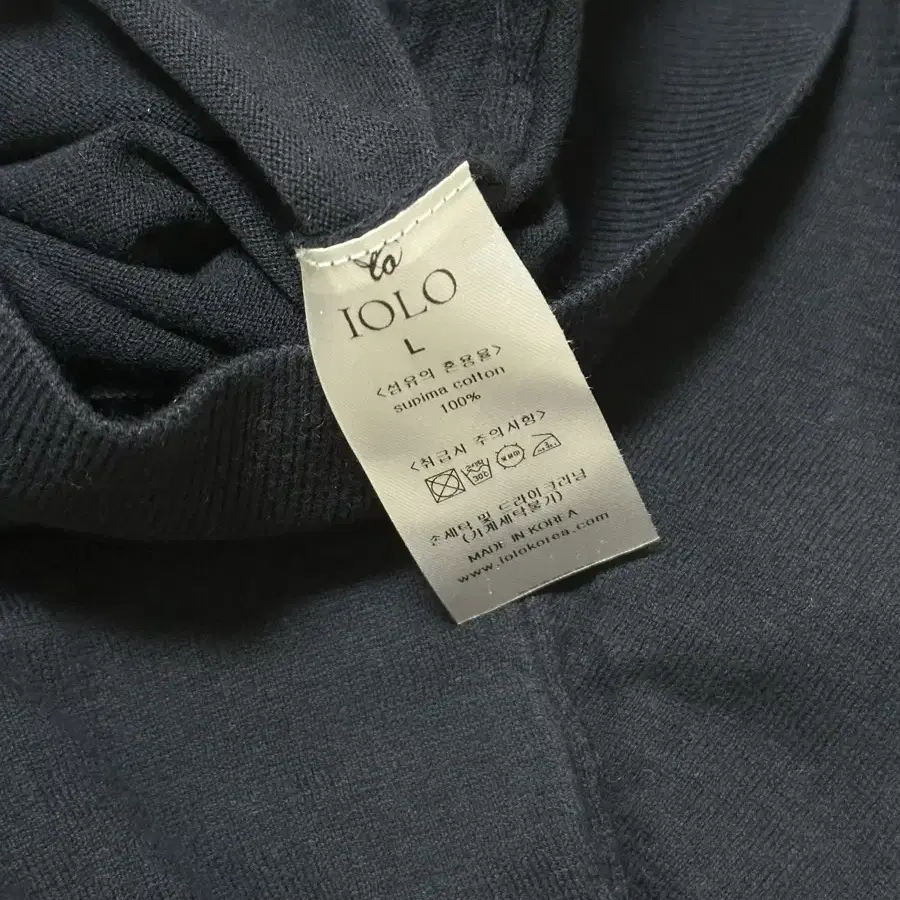 lo
IOLO
L
<섬유의 혼용율>
supima cotton
100%
<취급시 주의사항>
손세탁 및 드라이크리닝
(기계세탁불가)
MADE IN KOREA
www.iolokorea.com